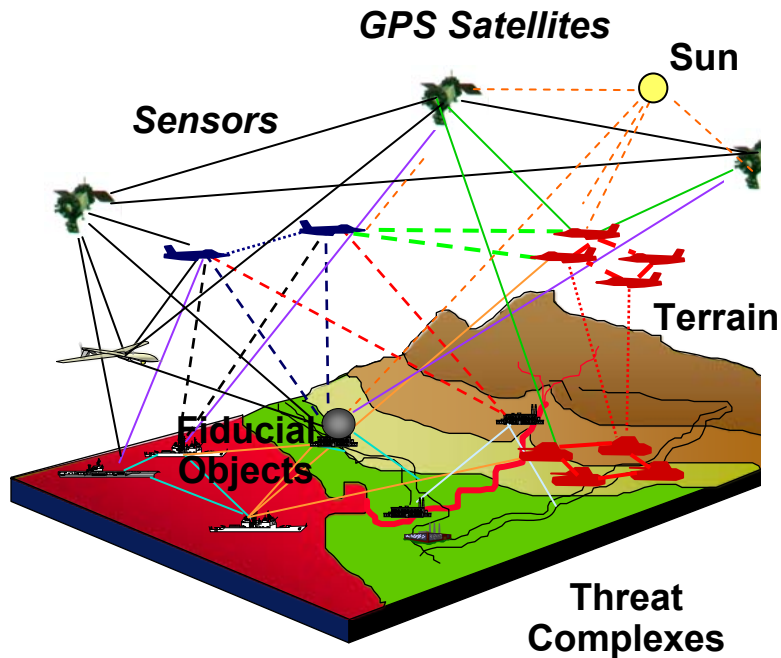 GPS Satellites
Sun
Sensors
Terrain
Fiducial
Objects
Threat
Complexes